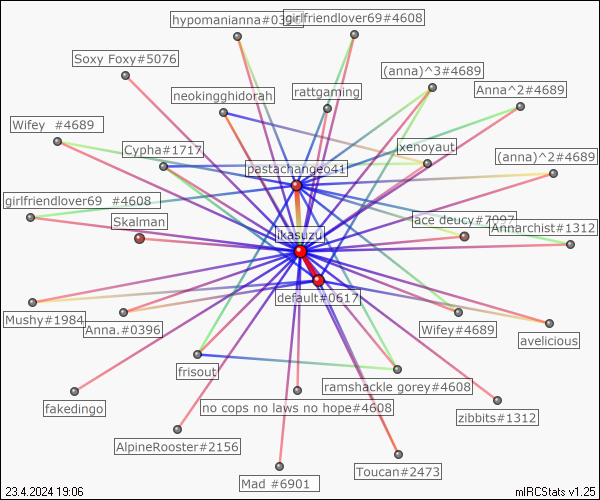 hypomanianna#0394
girlfriendlover69#4608
Soxy Foxy#5076
(anna)^3#4689
neokingghidorah
rattgaming
Anna^2#4689
Wifey  #4689
Cypha#1717
xenoyaut
pastachangeo41
(anna)^2#4689
girlfriendlover69  #4608
Skalman
ace deucy#7097
Annarchist#1312
ikasuzu
default#0617
Mushy#1984
Anna.#0396
Wifey#4689
avelicious
frisout
ramshackle gorey#4608
fakedingo
no cops no laws no hope#4608
zibbits#1312
AlpineRooster#2156
Toucan#2473
Mad #6901
23.4.2024 19:06
mIRCStats v1.25